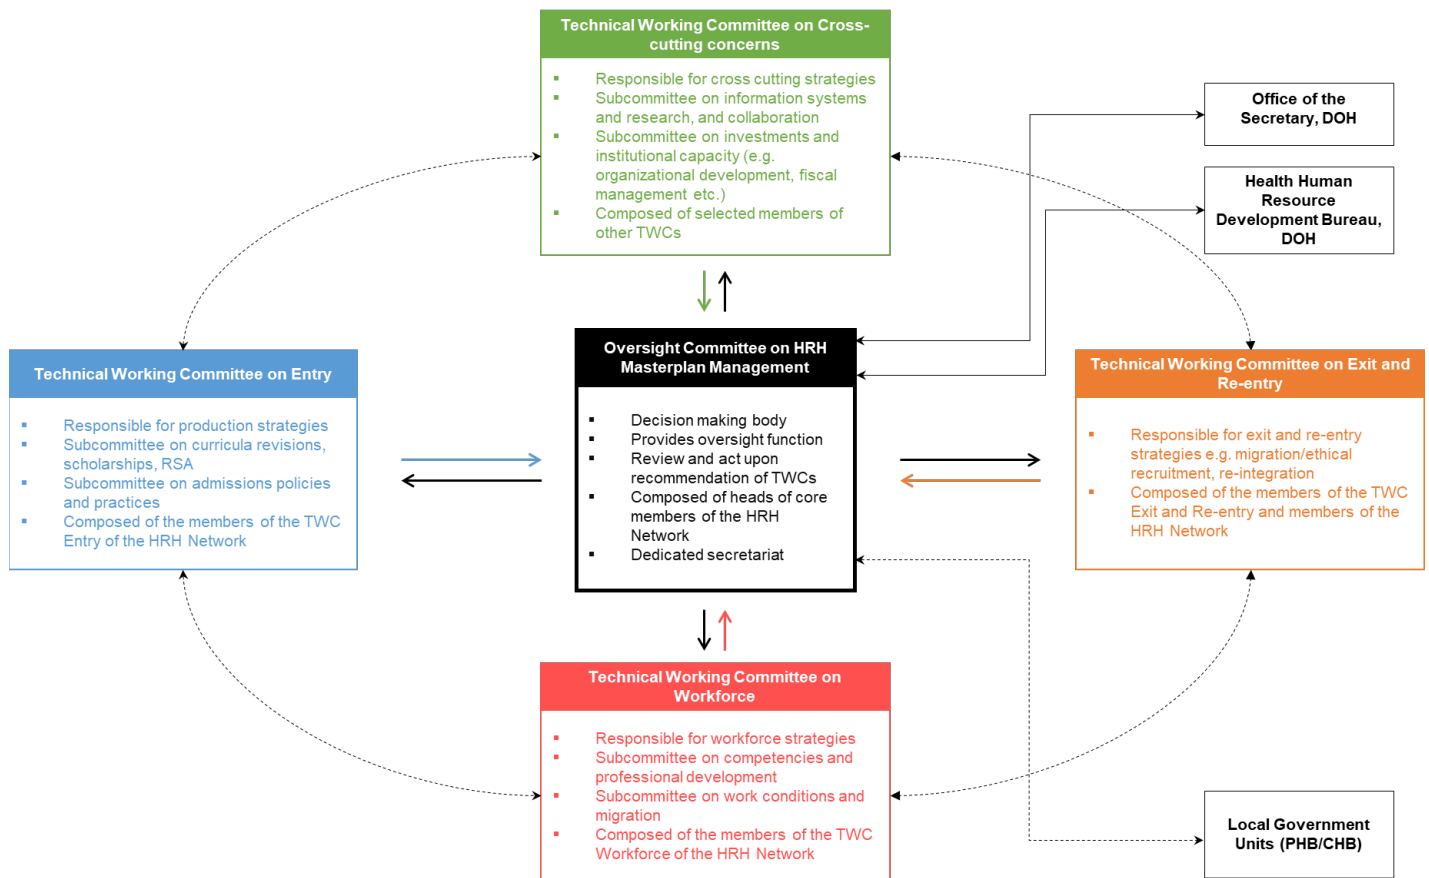 Technical Working Committee on Cross-
cutting concerns
▪ Responsible for cross cutting strategies
▪ Subcommittee on information systems
and research, and collaboration
▪ Subcommittee on investments and
institutional capacity (e.g.
organizational development, fiscal
management etc.)
▪ Composed of selected members of
other TWCs
Office of the
Secretary, DOH
Health Human
Resource
Development Bureau,
DOH
Technical Working Committee on Entry
▪ Responsible for production strategies
▪ Subcommittee on curricula revisions,
scholarships, RSA
▪ Subcommittee on admissions policies
and practices
▪ Composed of the members of the TWC
Entry of the HRH Network
Oversight Committee on HRH
Masterplan Management
▪ Decision making body
▪ Provides oversight function
▪ Review and act upon
recommendation of TWCs
▪ Composed of heads of core
members of the HRH
Network
▪ Dedicated secretariat
Technical Working Committee on Exit and
Re-entry
▪ Responsible for exit and re-entry
strategies e.g. migration/ethical
recruitment, re-integration
▪ Composed of the members of the TWC
Exit and Re-entry and members of the
HRH Network
Technical Working Committee on
Workforce
▪ Responsible for workforce strategies
▪ Subcommittee on competencies and
professional development
▪ Subcommittee on work conditions and
migration
▪ Composed of the members of the TWC
Workforce of the HRH Network
Local Government
Units (PHB/CHB)